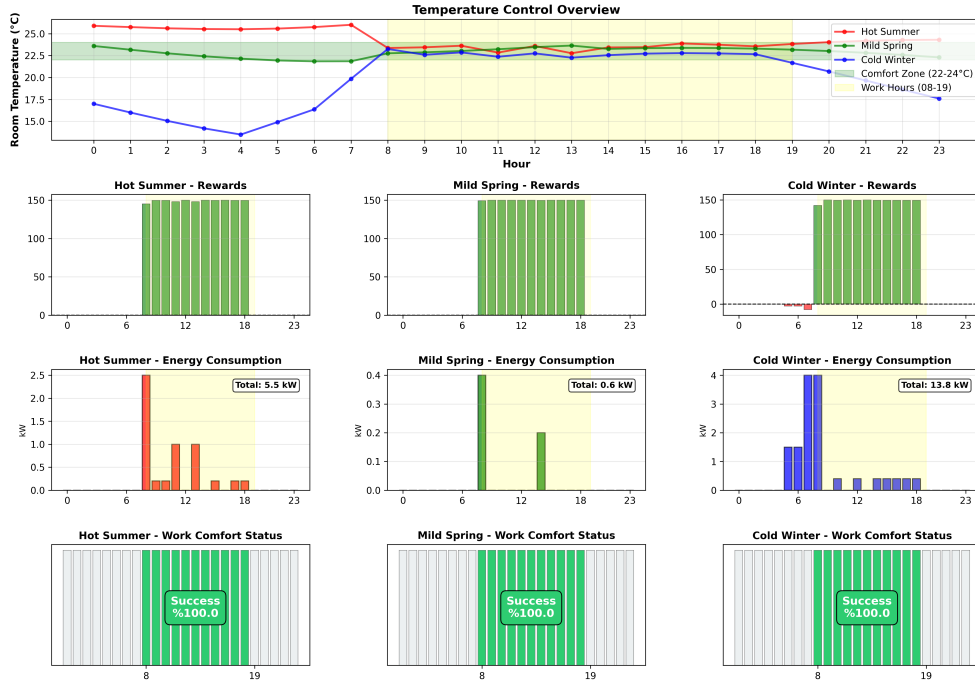 Temperature Control Overview
Room Temperature (°C)
25.0
22.5
20.0
17.5
15.0
0 1 2 3 4 5 6 7 8 9 10 11 12 13 14 15 16 17 18 19 20 21 22 23
Hour
Hot Summer
Mild Spring
Cold Winter
Comfort Zone (22-24°C)
Work Hours (08-19)
Hot Summer - Rewards
150
100
50
0
0 6 12 18 23
Mild Spring - Rewards
150
100
50
0
0 6 12 18 23
Cold Winter - Rewards
150
100
50
0
0 6 12 18 23
Hot Summer - Energy Consumption
Total: 5.5 kW
kW
2.5
2.0
1.5
1.0
0.5
0.0
0 6 12 18 23
Mild Spring - Energy Consumption
Total: 0.6 kW
kW
0.4
0.3
0.2
0.1
0.0
0 6 12 18 23
Cold Winter - Energy Consumption
Total: 13.8 kW
kW
4
3
2
1
0
0 6 12 18 23
Hot Summer - Work Comfort Status
Success
%100.0
8 19
Mild Spring - Work Comfort Status
Success
%100.0
8 19
Cold Winter - Work Comfort Status
Success
%100.0
8 19